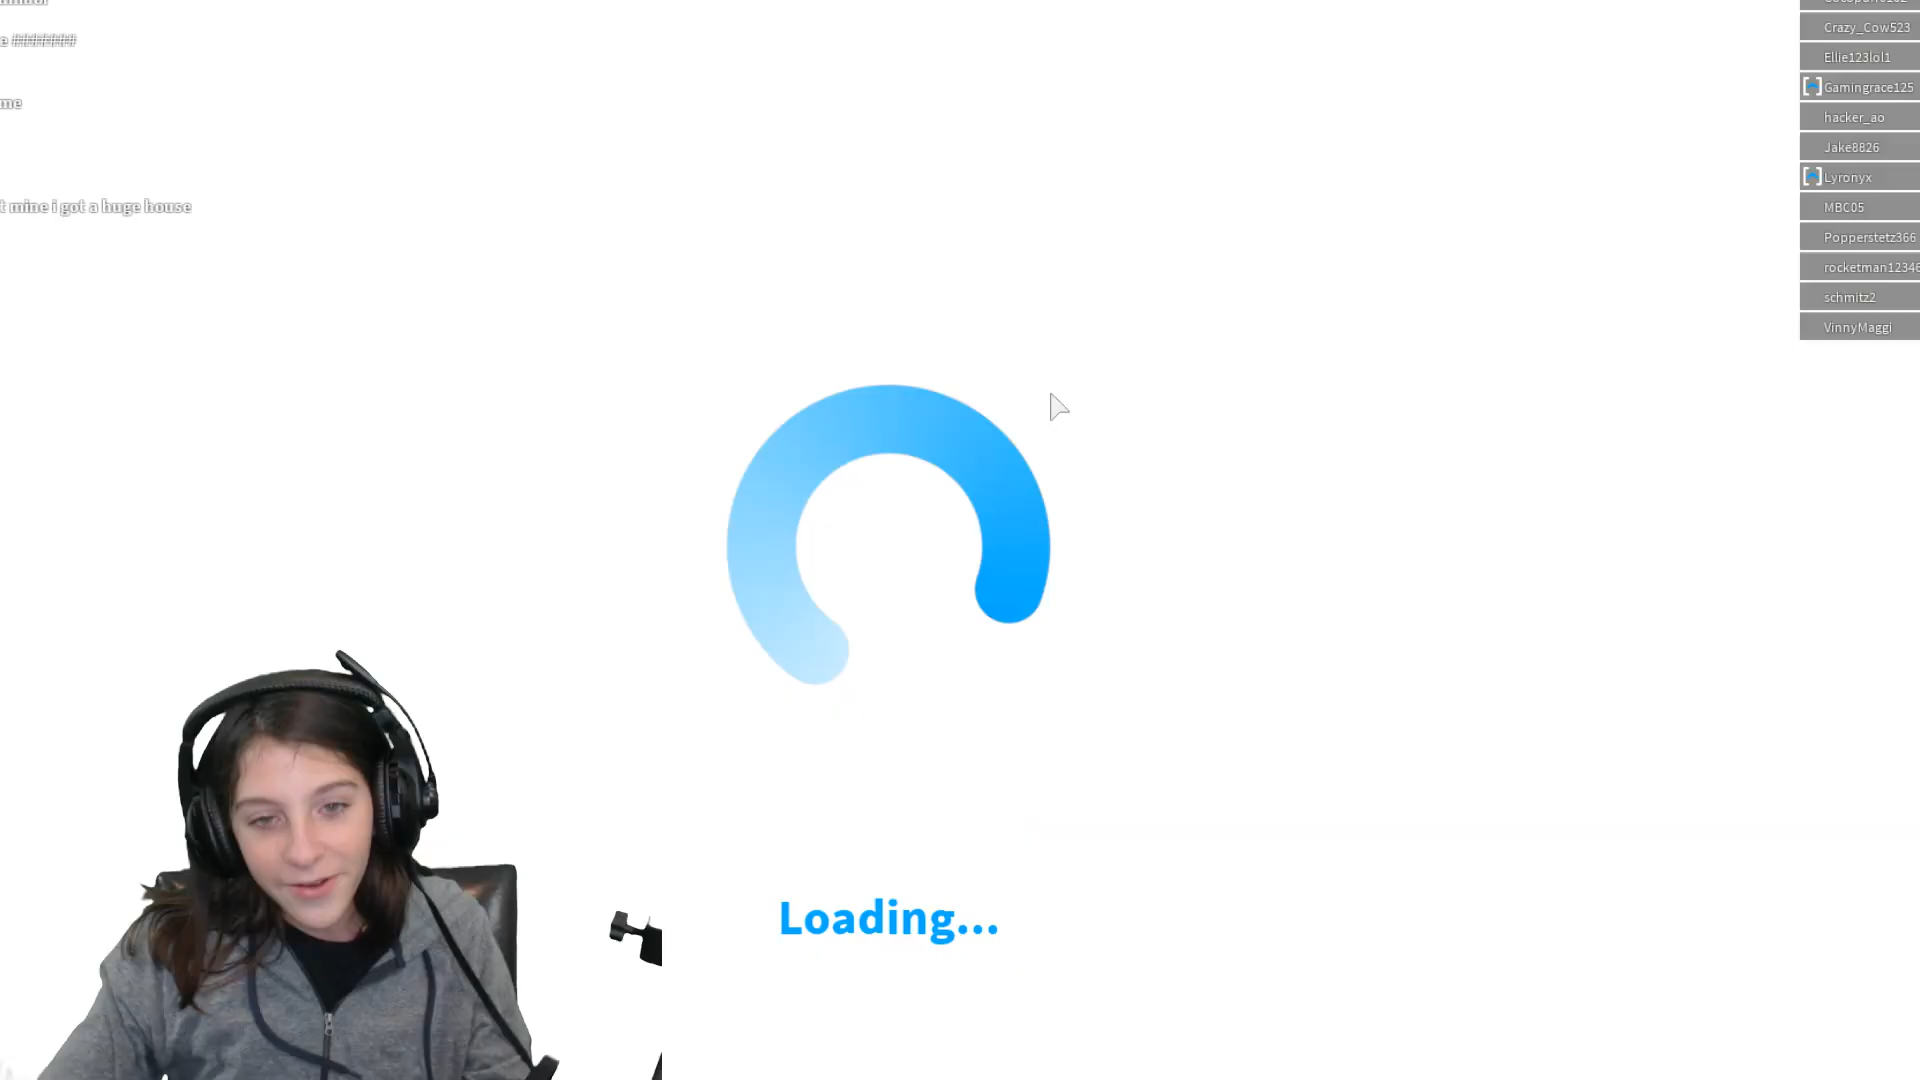 e #######
me
t mine i got a huge house
Crazy_Cow523
Ellie123lol1
Gamingrace125
hacker_ao
Jake8826
Lyronyx
MBC05
Popperstetz366
rocketman12346
schmitz2
VinnyMaggi
Loading...